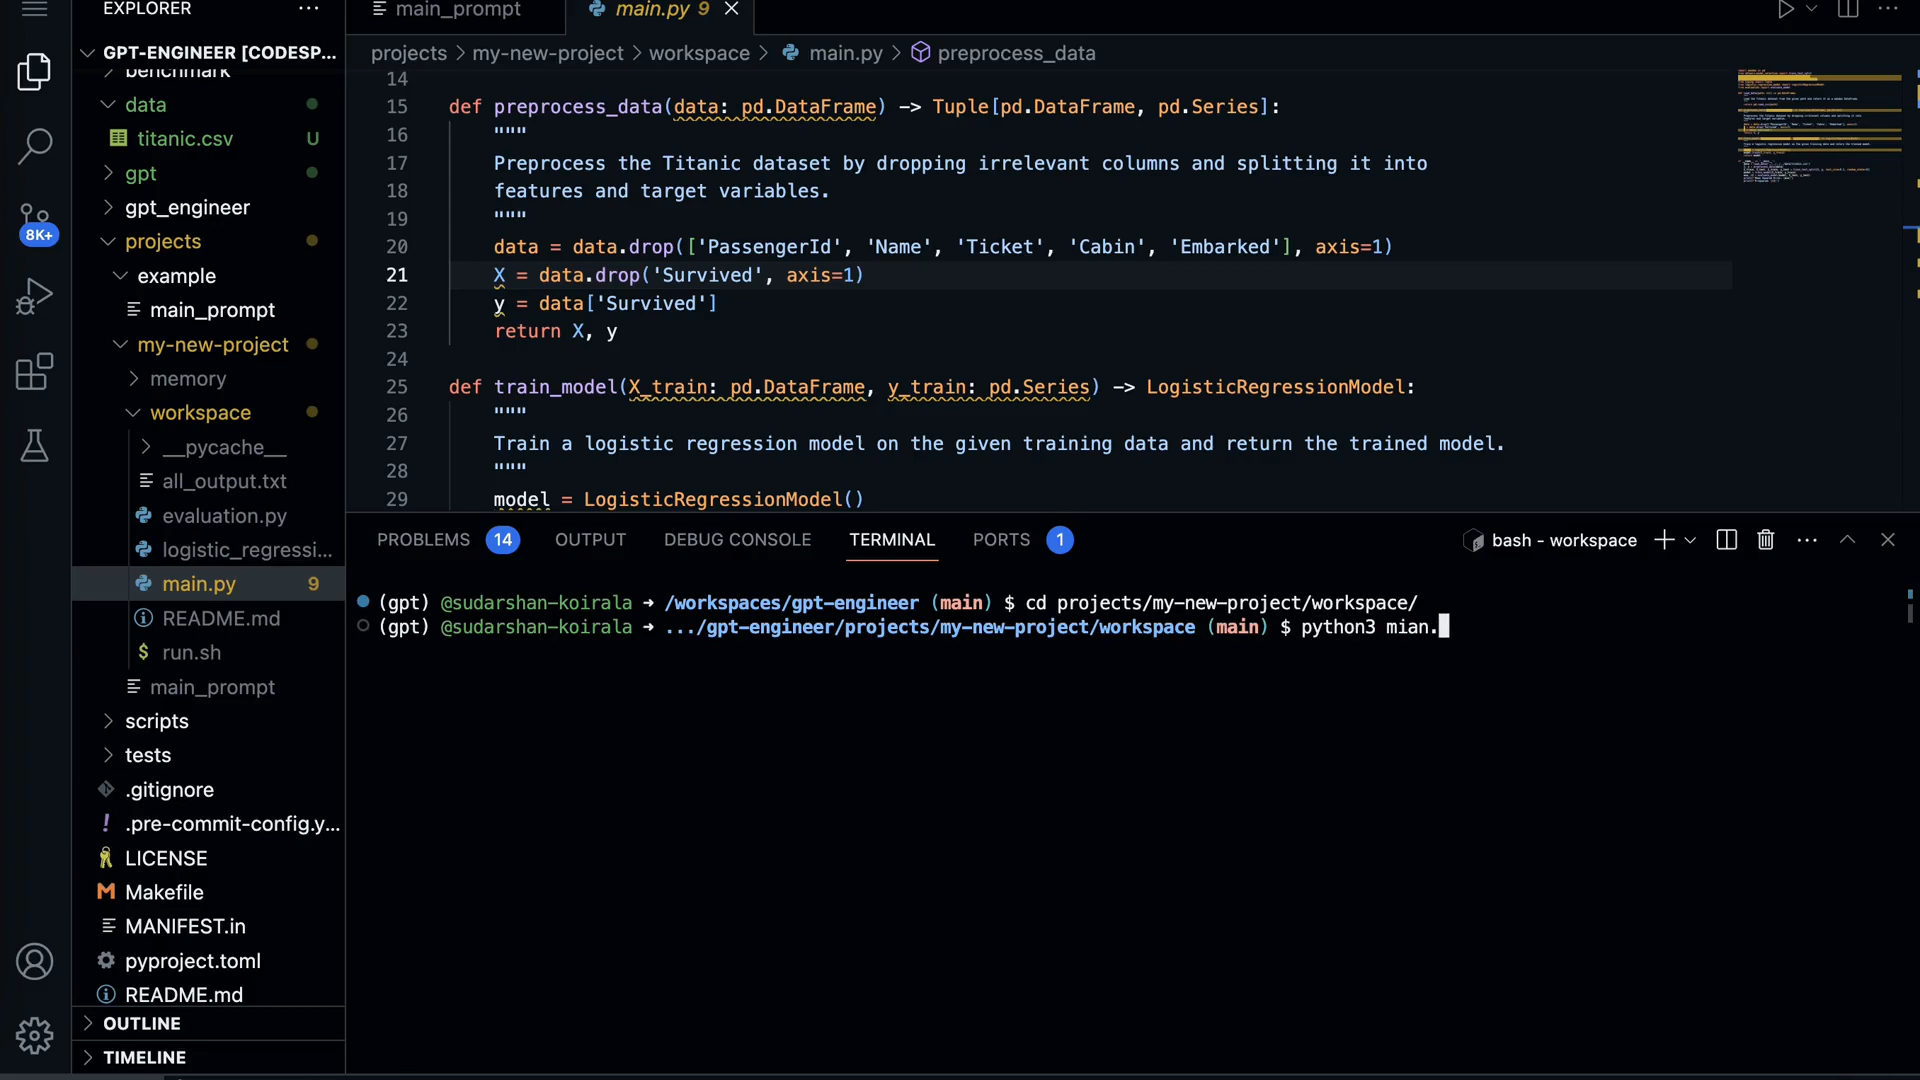 EXPLORER
GPT-ENGINEER [CODESP...
benchmark
data
titanic.csv U
gpt
gpt_engineer
projects
example
main_prompt
my-new-project
memory
workspace
__pycache__
all_output.txt
evaluation.py
logistic_regressi...
main.py 9
README.md
run.sh
main_prompt
scripts
tests
.gitignore
.pre-commit-config.y...
LICENSE
Makefile
MANIFEST.in
pyproject.toml
README.md
OUTLINE
TIMELINE
8K+
main_prompt
main.py 9
projects > my-new-project > workspace > main.py > preprocess_data
14
15 def preprocess_data(data: pd.DataFrame) -> Tuple[pd.DataFrame, pd.Series]:
16 """
17 Preprocess the Titanic dataset by dropping irrelevant columns and splitting it into
18 features and target variables.
19 """
20 data = data.drop(['PassengerId', 'Name', 'Ticket', 'Cabin', 'Embarked'], axis=1)
21 X = data.drop('Survived', axis=1)
22 y = data['Survived']
23 return X, y
24
25 def train_model(X_train: pd.DataFrame, y_train: pd.Series) -> LogisticRegressionModel:
26 """
27 Train a logistic regression model on the given training data and return the trained model.
28 """
29 model = LogisticRegressionModel()
PROBLEMS 14 OUTPUT DEBUG CONSOLE TERMINAL PORTS 1 bash - workspace
(gpt) @sudarshan-koirala → /workspaces/gpt-engineer (main) $ cd projects/my-new-project/workspace/
(gpt) @sudarshan-koirala → .../gpt-engineer/projects/my-new-project/workspace (main) $ python3 mian.